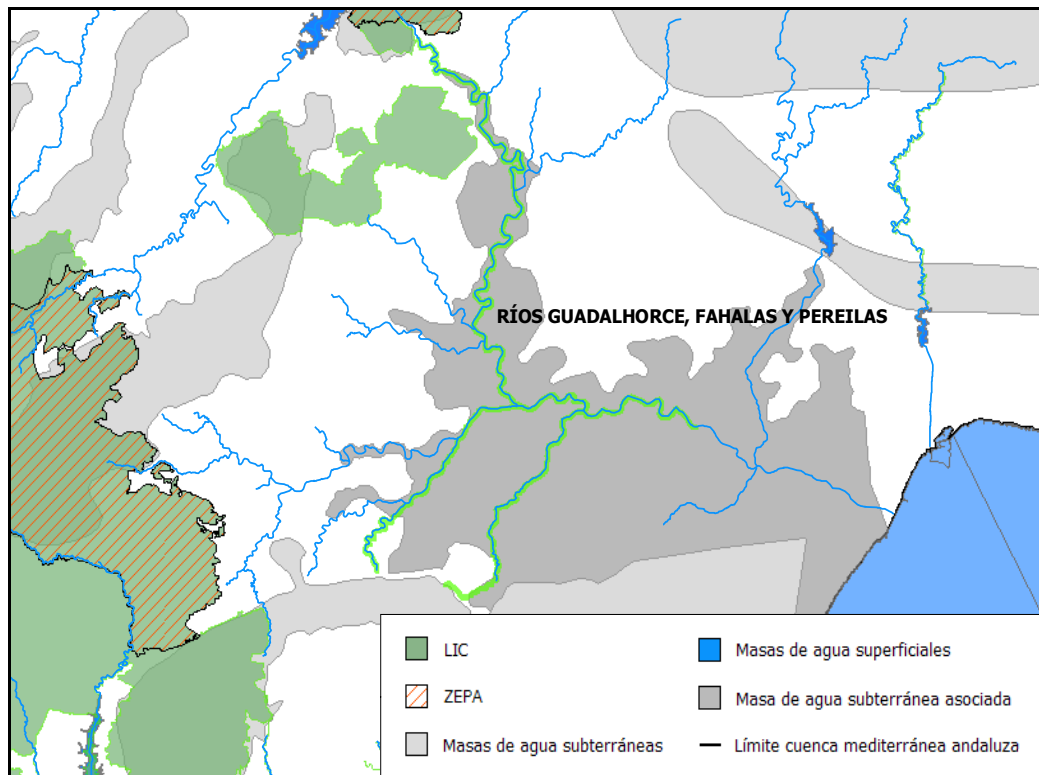 RÍOS GUADALHORCE, FAHALAS Y PEREILAS
LIC
ZEPA
Masas de agua subterráneas
Masas de agua superficiales
Masa de agua subterránea asociada
Límite cuenca mediterránea andaluza